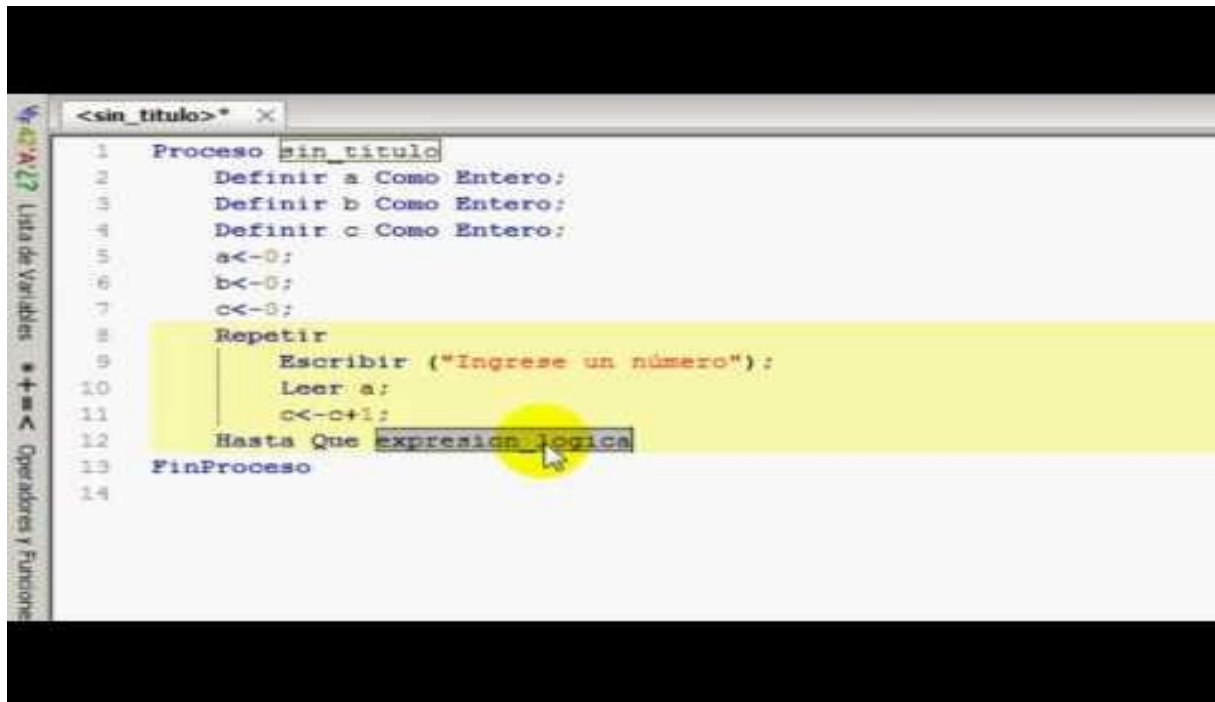 <sin_titulo>*
1 Proceso sin_titulo
2 Definir a Como Entero;
3 Definir b Como Entero;
4 Definir c Como Entero;
5 a<-0;
6 b<-0;
7 c<-0;
8 Repetir
9 Escribir ("Ingrese un número");
10 Leer a;
11 c<-c+1;
12 Hasta Que expresion_logica
13 FinProceso
14
Lista de Variables
*+=< Operadores y Funcione